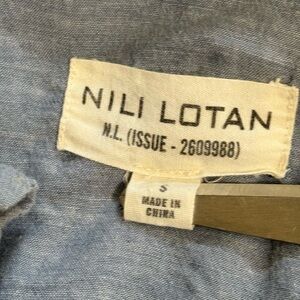 NILI LOTAN
N.L. (ISSUE - 2609988)
S
MADE IN
CHINA